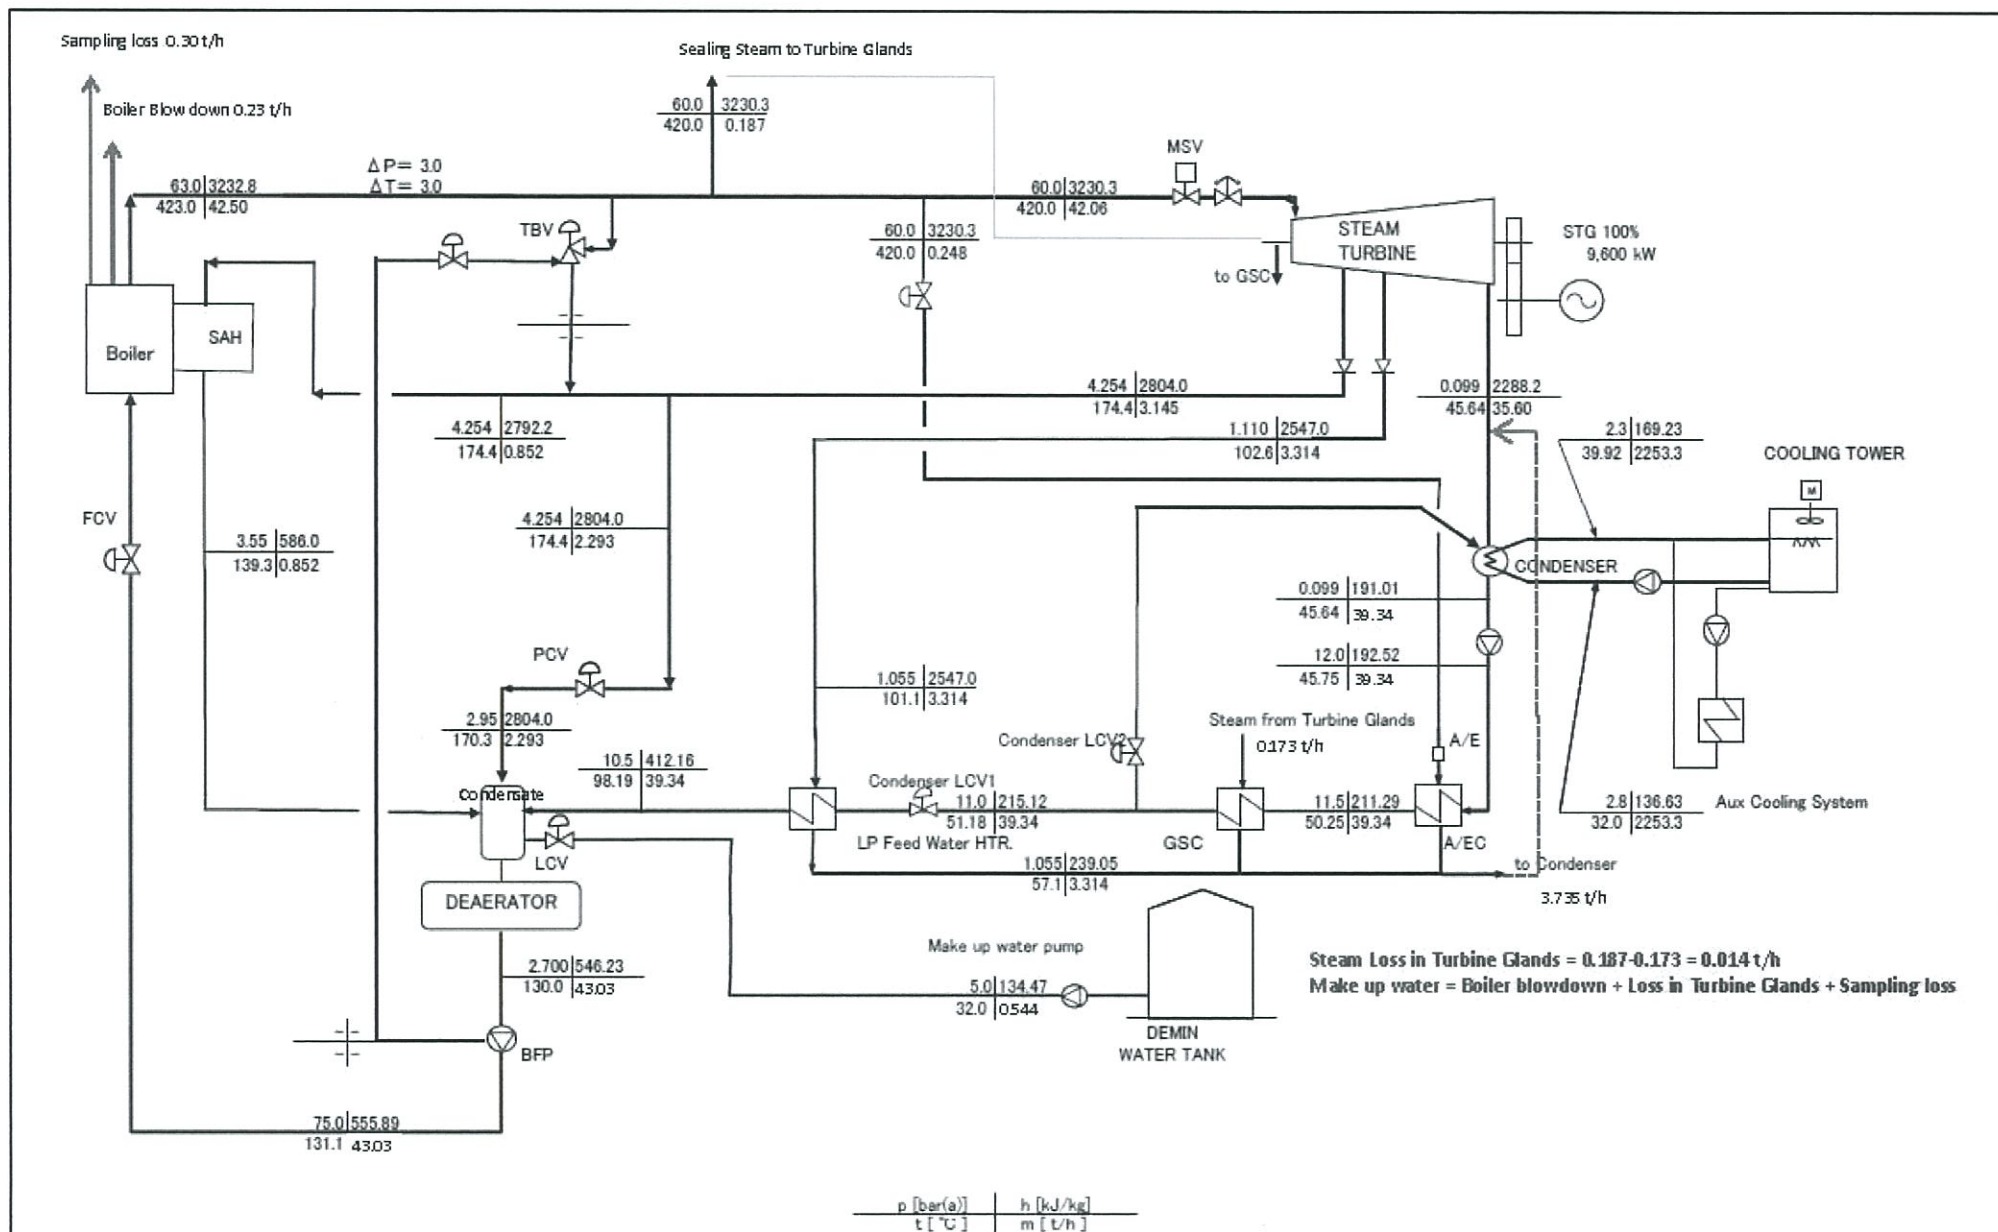 Sampling loss 0.30 t/h
Sealing Steam to Turbine Glands
Boiler Blow down 0.23 t/h
60.0 3230.3
420.0 0.187
MSV
Δ P= 3.0
Δ T= 3.0
63.0 3232.8
423.0 42.50
60.0 3230.3
420.0 42.06
TBV
60.0 3230.3
420.0 0.248
STEAM
TURBINE
STG 100%
9,600 kW
to GSC
SAH
Boiler
4.254 2804.0
174.4 3.145
0.099 2288.2
45.64 35.60
4.254 2792.2
174.4 0.852
1.110 2547.0
102.6 3.314
2.3 169.23
39.92 2253.3
COOLING TOWER
M
FCV
4.254 2804.0
174.4 2.293
3.55 586.0
139.3 0.852
CONDENSER
0.099 191.01
45.64 39.34
PCV
12.0 192.52
45.75 39.34
1.055 2547.0
101.1 3.314
2.95 2804.0
170.3 2.293
Steam from Turbine Glands
0.173 t/h
Condenser LCV2
A/E
10.5 412.16
98.19 39.34
Condensate
Condenser LCV1
11.0 215.12
51.18 39.34
11.5 211.29
50.25 39.34
2.8 136.63
32.0 2253.3
Aux Cooling System
LCV
LP Feed Water HTR.
GSC
A/EC
1.055 239.05
57.1 3.314
to Condenser
3.735 t/h
DEAERATOR
Make up water pump
2.700 546.23
130.0 43.03
5.0 134.47
32.0 0.544
Steam Loss in Turbine Glands = 0.187-0.173 = 0.014 t/h
Make up water = Boiler blowdown + Loss in Turbine Glands + Sampling loss
DEMIN
WATER TANK
BFP
75.0 555.89
131.1 43.03
p [bar(a)] h [kJ/kg]
t [ °C ] m [ t/h ]